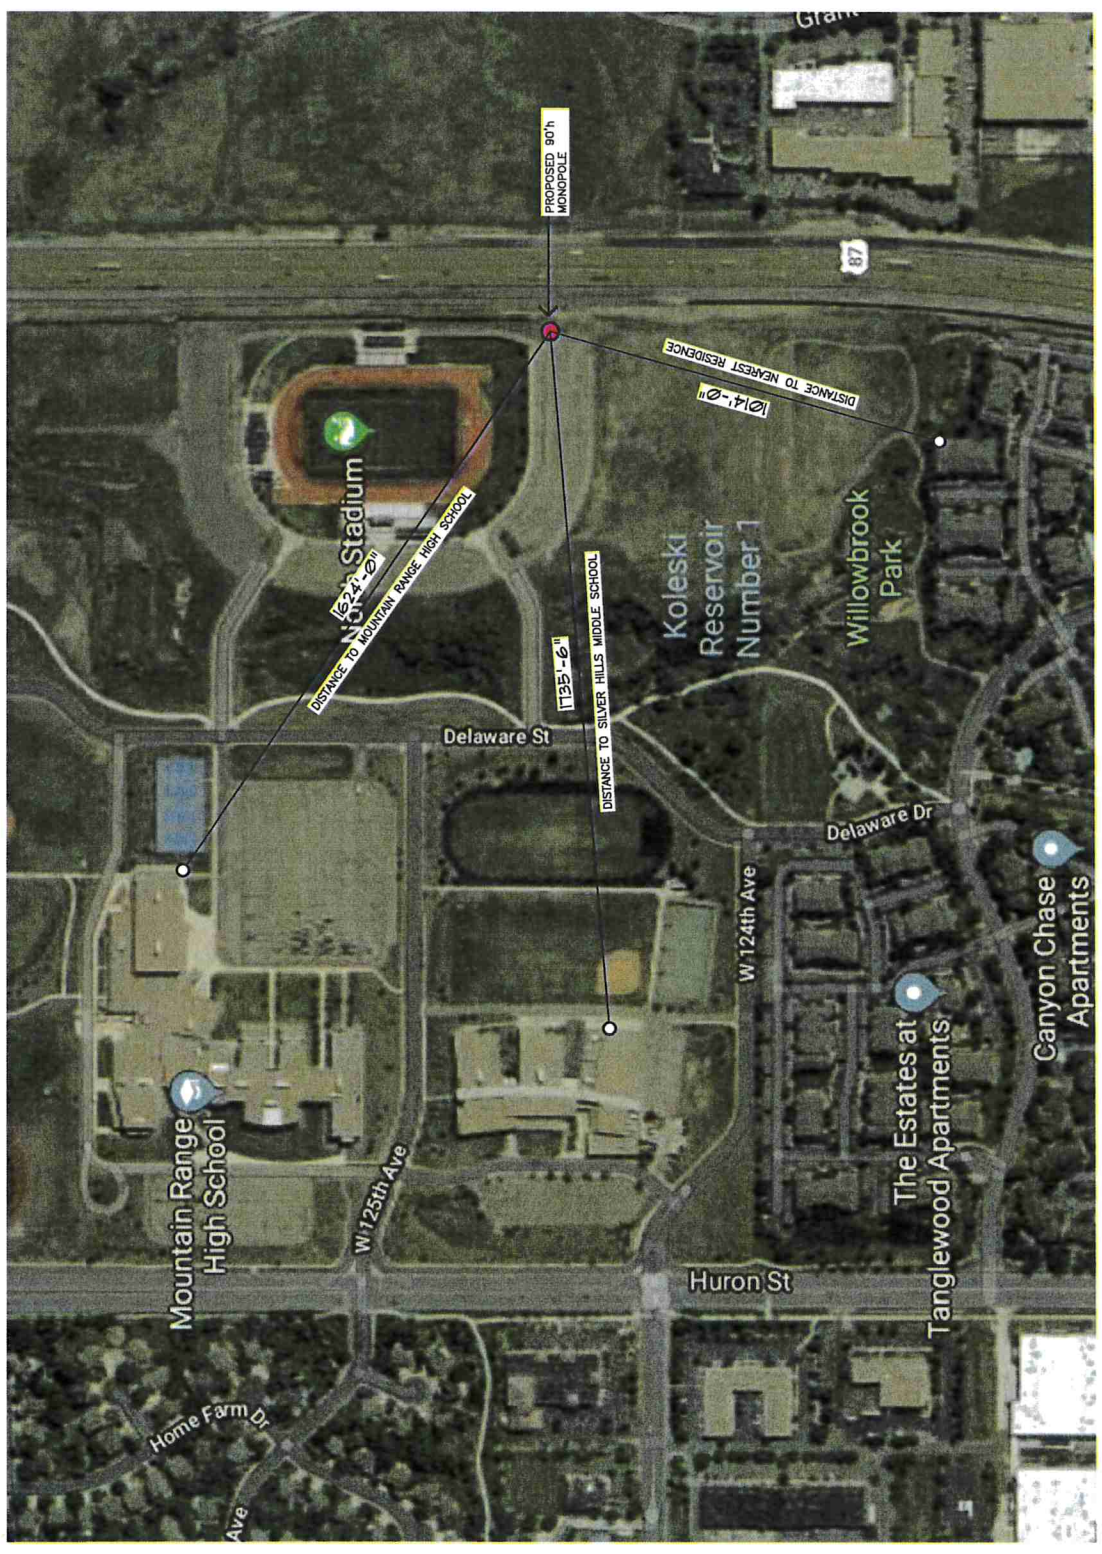 Grant
PROPOSED 90'h
MONOPOLE
87
DISTANCE TO NEAREST RESIDENCE
1014'-0"
North Stadium
1624'-0"
DISTANCE TO MOUNTAIN RANGE HIGH SCHOOL
Koleski
Reservoir
Number 1
Willowbrook
Park
1735'-6"
DISTANCE TO SILVER HILLS MIDDLE SCHOOL
Delaware St
Delaware Dr
W 124th Ave
Canyon Chase
Apartments
The Estates at
Tanglewood Apartments
Mountain Range
High School
W 125th Ave
Huron St
Home Farm Dr
Ave